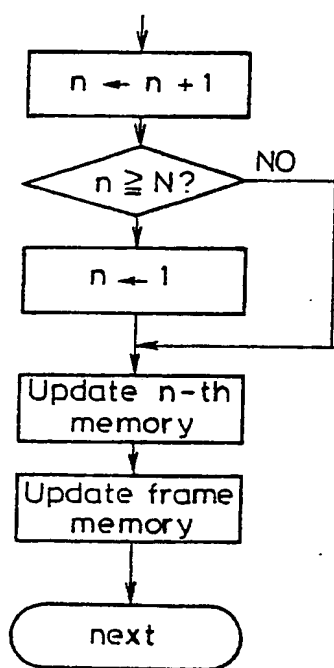 n ← n + 1
n ≧ N?
NO
n ← 1
Update n-th
memory
Update frame
memory
next